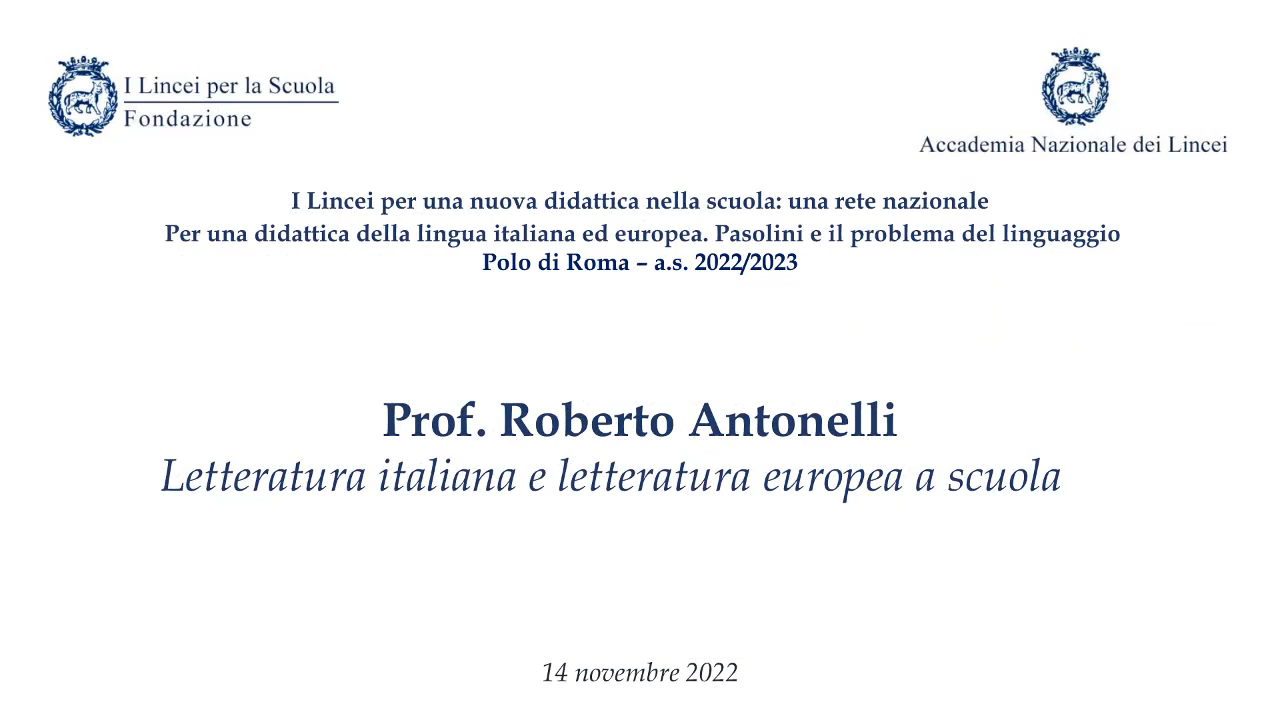 I Lincei per la Scuola
Fondazione
Accademia Nazionale dei Lincei
I Lincei per una nuova didattica nella scuola: una rete nazionale
Per una didattica della lingua italiana ed europea. Pasolini e il problema del linguaggio
Polo di Roma – a.s. 2022/2023
Prof. Roberto Antonelli
Letteratura italiana e letteratura europea a scuola
14 novembre 2022